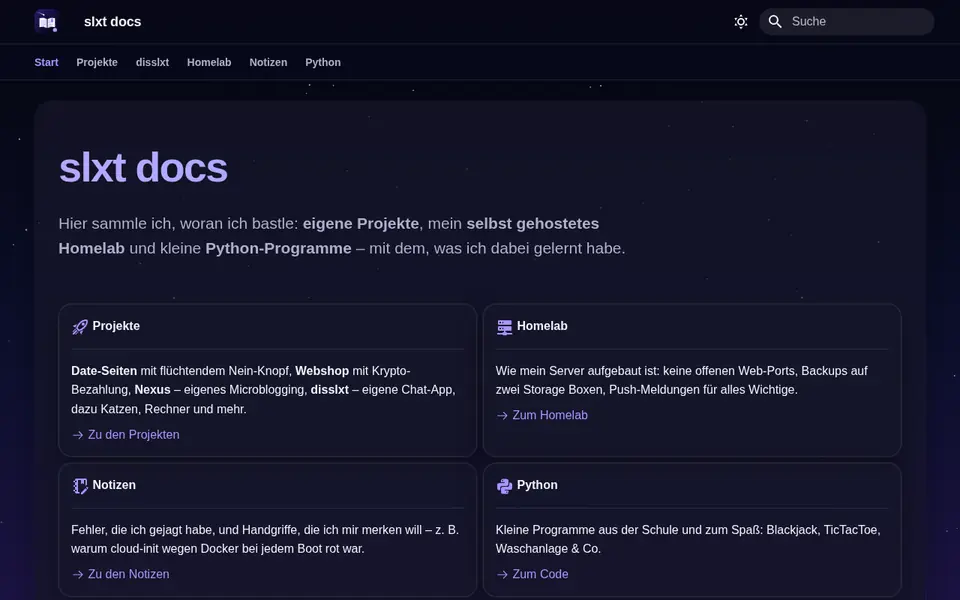 slxt docs
Suche
Start
Projekte
disslxt
Homelab
Notizen
Python
slxt docs
Hier sammle ich, woran ich bastle: eigene Projekte, mein selbst gehostetes
Homelab und kleine Python-Programme – mit dem, was ich dabei gelernt habe.
Projekte
Date-Seiten mit flüchtendem Nein-Knopf, Webshop mit Krypto-
Bezahlung, Nexus – eigenes Microblogging, disslxt – eigene Chat-App,
dazu Katzen, Rechner und mehr.
→ Zu den Projekten
Homelab
Wie mein Server aufgebaut ist: keine offenen Web-Ports, Backups auf
zwei Storage Boxen, Push-Meldungen für alles Wichtige.
→ Zum Homelab
Notizen
Fehler, die ich gejagt habe, und Handgriffe, die ich mir merken will – z. B.
warum cloud-init wegen Docker bei jedem Boot rot war.
→ Zu den Notizen
Python
Kleine Programme aus der Schule und zum Spaß: Blackjack, TicTacToe,
Waschanlage & Co.
→ Zum Code